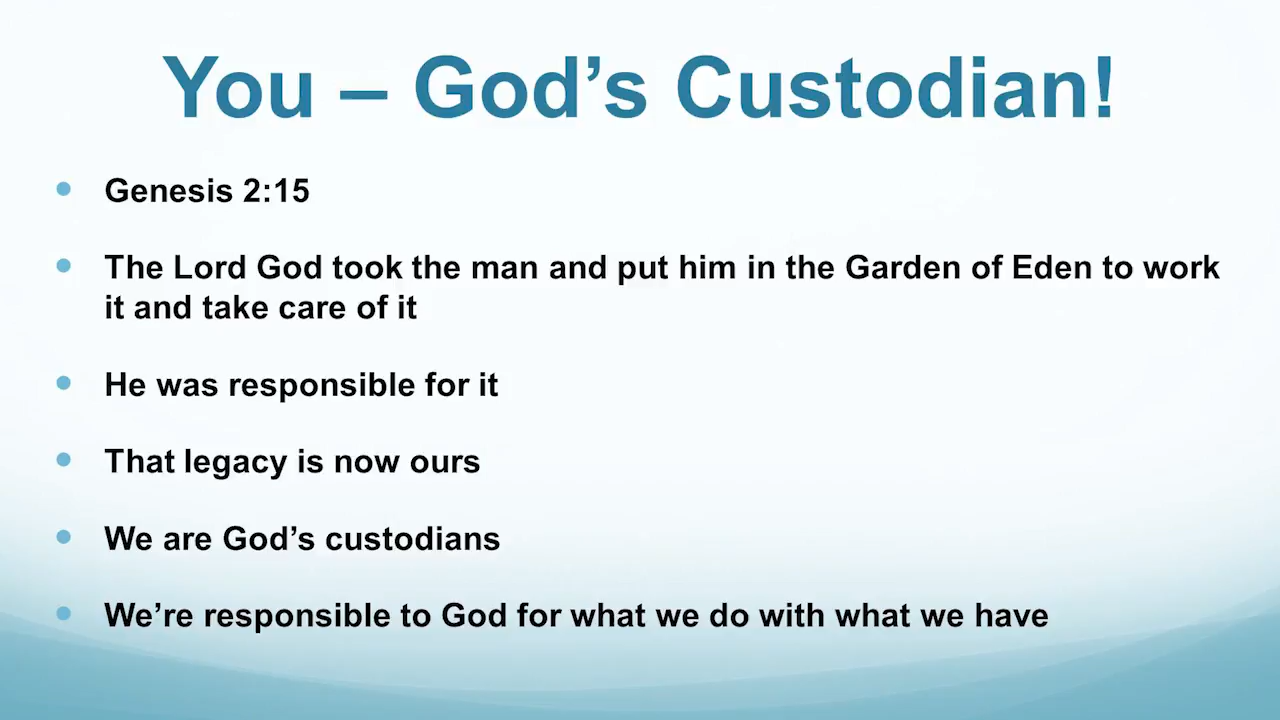 You – God’s Custodian!
Genesis 2:15
The Lord God took the man and put him in the Garden of Eden to work
it and take care of it
He was responsible for it
That legacy is now ours
We are God’s custodians
We’re responsible to God for what we do with what we have